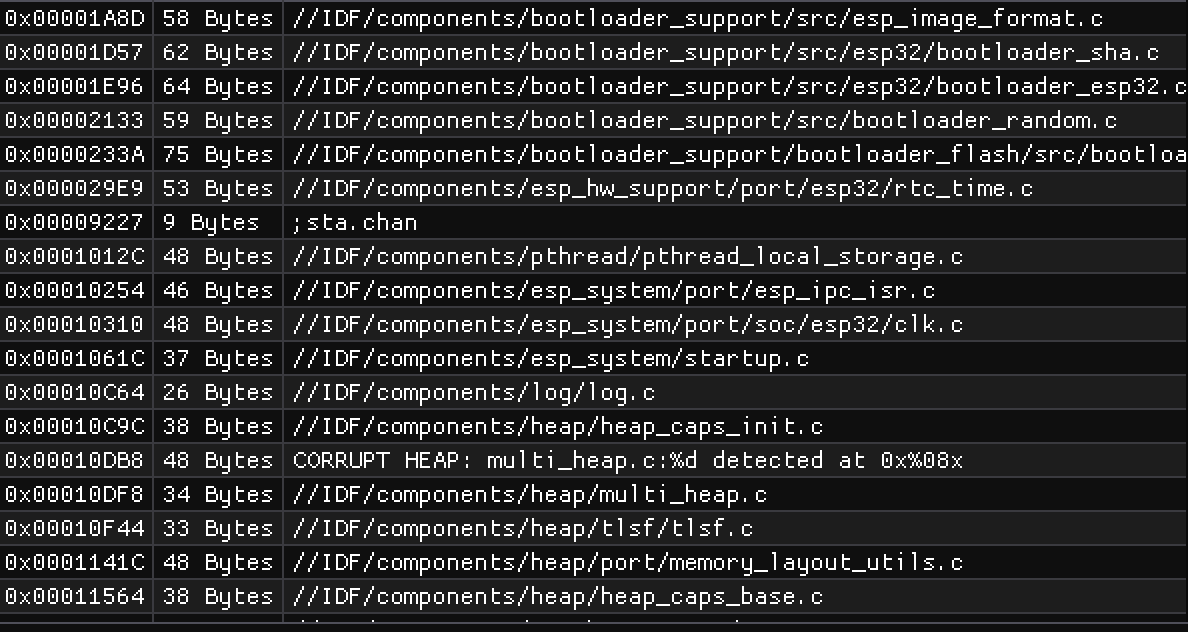 0x00001A8D 58 Bytes //IDF/components/bootloader_support/src/esp_image_format.c
0x00001D57 62 Bytes //IDF/components/bootloader_support/src/esp32/bootloader_sha.c
0x00001E96 64 Bytes //IDF/components/bootloader_support/src/esp32/bootloader_esp32.c
0x00002133 59 Bytes //IDF/components/bootloader_support/src/bootloader_random.c
0x0000233A 75 Bytes //IDF/components/bootloader_support/bootloader_flash/src/bootloa
0x000029E9 53 Bytes //IDF/components/esp_hw_support/port/esp32/rtc_time.c
0x00009227 9 Bytes ;sta.chan
0x0001012C 48 Bytes //IDF/components/pthread/pthread_local_storage.c
0x00010254 46 Bytes //IDF/components/esp_system/port/esp_ipc_isr.c
0x00010310 48 Bytes //IDF/components/esp_system/port/soc/esp32/clk.c
0x0001061C 37 Bytes //IDF/components/esp_system/startup.c
0x00010C64 26 Bytes //IDF/components/log/log.c
0x00010C9C 38 Bytes //IDF/components/heap/heap_caps_init.c
0x00010DB8 48 Bytes CORRUPT HEAP: multi_heap.c:%d detected at 0x%08x
0x00010DF8 34 Bytes //IDF/components/heap/multi_heap.c
0x00010F44 33 Bytes //IDF/components/heap/tlsf/tlsf.c
0x0001141C 48 Bytes //IDF/components/heap/port/memory_layout_utils.c
0x00011564 38 Bytes //IDF/components/heap/heap_caps_base.c